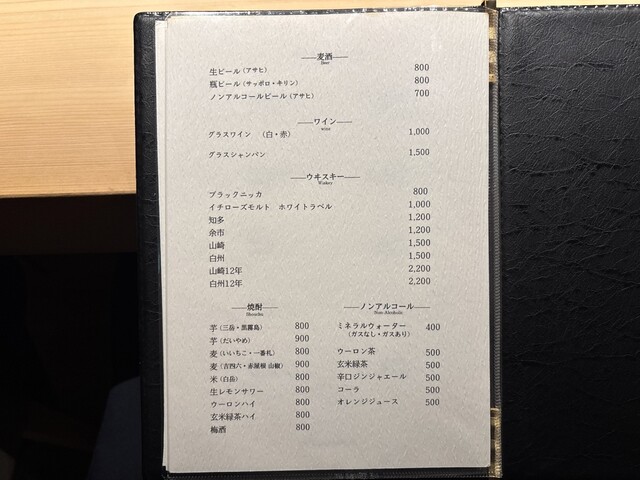 麦酒
Beer
生ビール(アサヒ) 800
瓶ビール(サッポロ・キリン) 800
ノンアルコールビール(アサヒ) 700
ワイン
wine
グラスワイン (白・赤) 1,000
グラスシャンパン 1,500
ウヰスキー
Wiskey
ブラックニッカ 800
イチローズモルト ホワイトラベル 1,000
知多 1,200
余市 1,200
山崎 1,500
白州 1,500
山崎12年 2,200
白州12年 2,200
焼酎
Shouchu
芋(三岳・黒霧島) 800
芋(だいやめ) 900
麦(いいちこ・一番札) 800
麦(吉四六・赤屋根 山椒) 900
米(白岳) 800
生レモンサワー 800
ウーロンハイ 800
玄米緑茶ハイ 800
梅酒 800
ノンアルコール
Non-Alcoholic
ミネラルウォーター 400
(ガスなし・ガスあり)
ウーロン茶 500
玄米緑茶 500
辛口ジンジャエール 500
コーラ 500
オレンジジュース 500